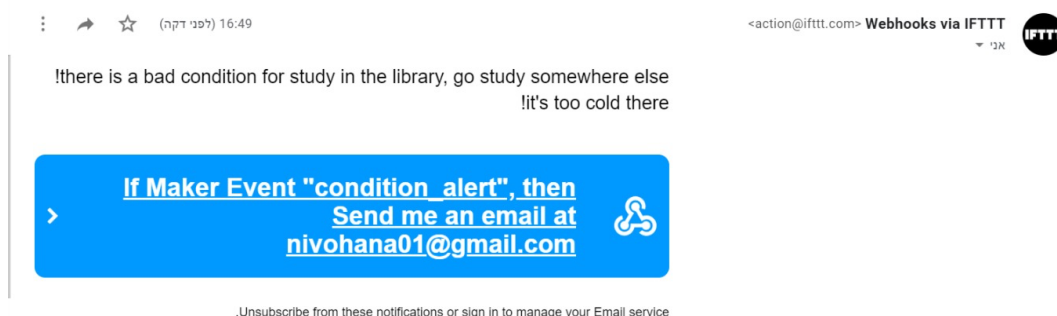 16:49 (לפני דקה)
Webhooks via IFTTT <action@ifttt.com>
אני
IFTTT
there is a bad condition for study in the library, go study somewhere else!
it's too cold there!
If Maker Event "condition_alert", then
Send me an email at
nivohana01@gmail.com
Unsubscribe from these notifications or sign in to manage your Email service.